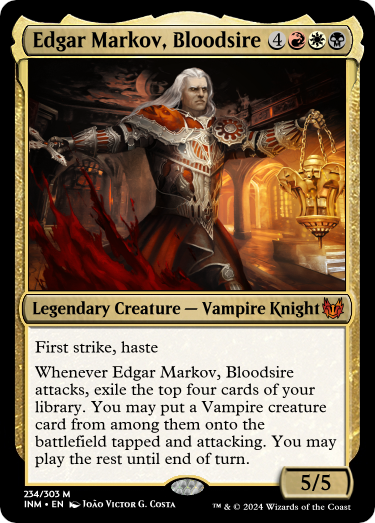 Edgar Markov, Bloodsire 4
Legendary Creature — Vampire Knight
First strike, haste
Whenever Edgar Markov, Bloodsire
attacks, exile the top four cards of your
library. You may put a Vampire creature
card from among them onto the
battlefield tapped and attacking. You may
play the rest until end of turn.
5/5
234/303 M
INM • EN João Victor G. Costa
™ & © 2024 Wizards of the Coast